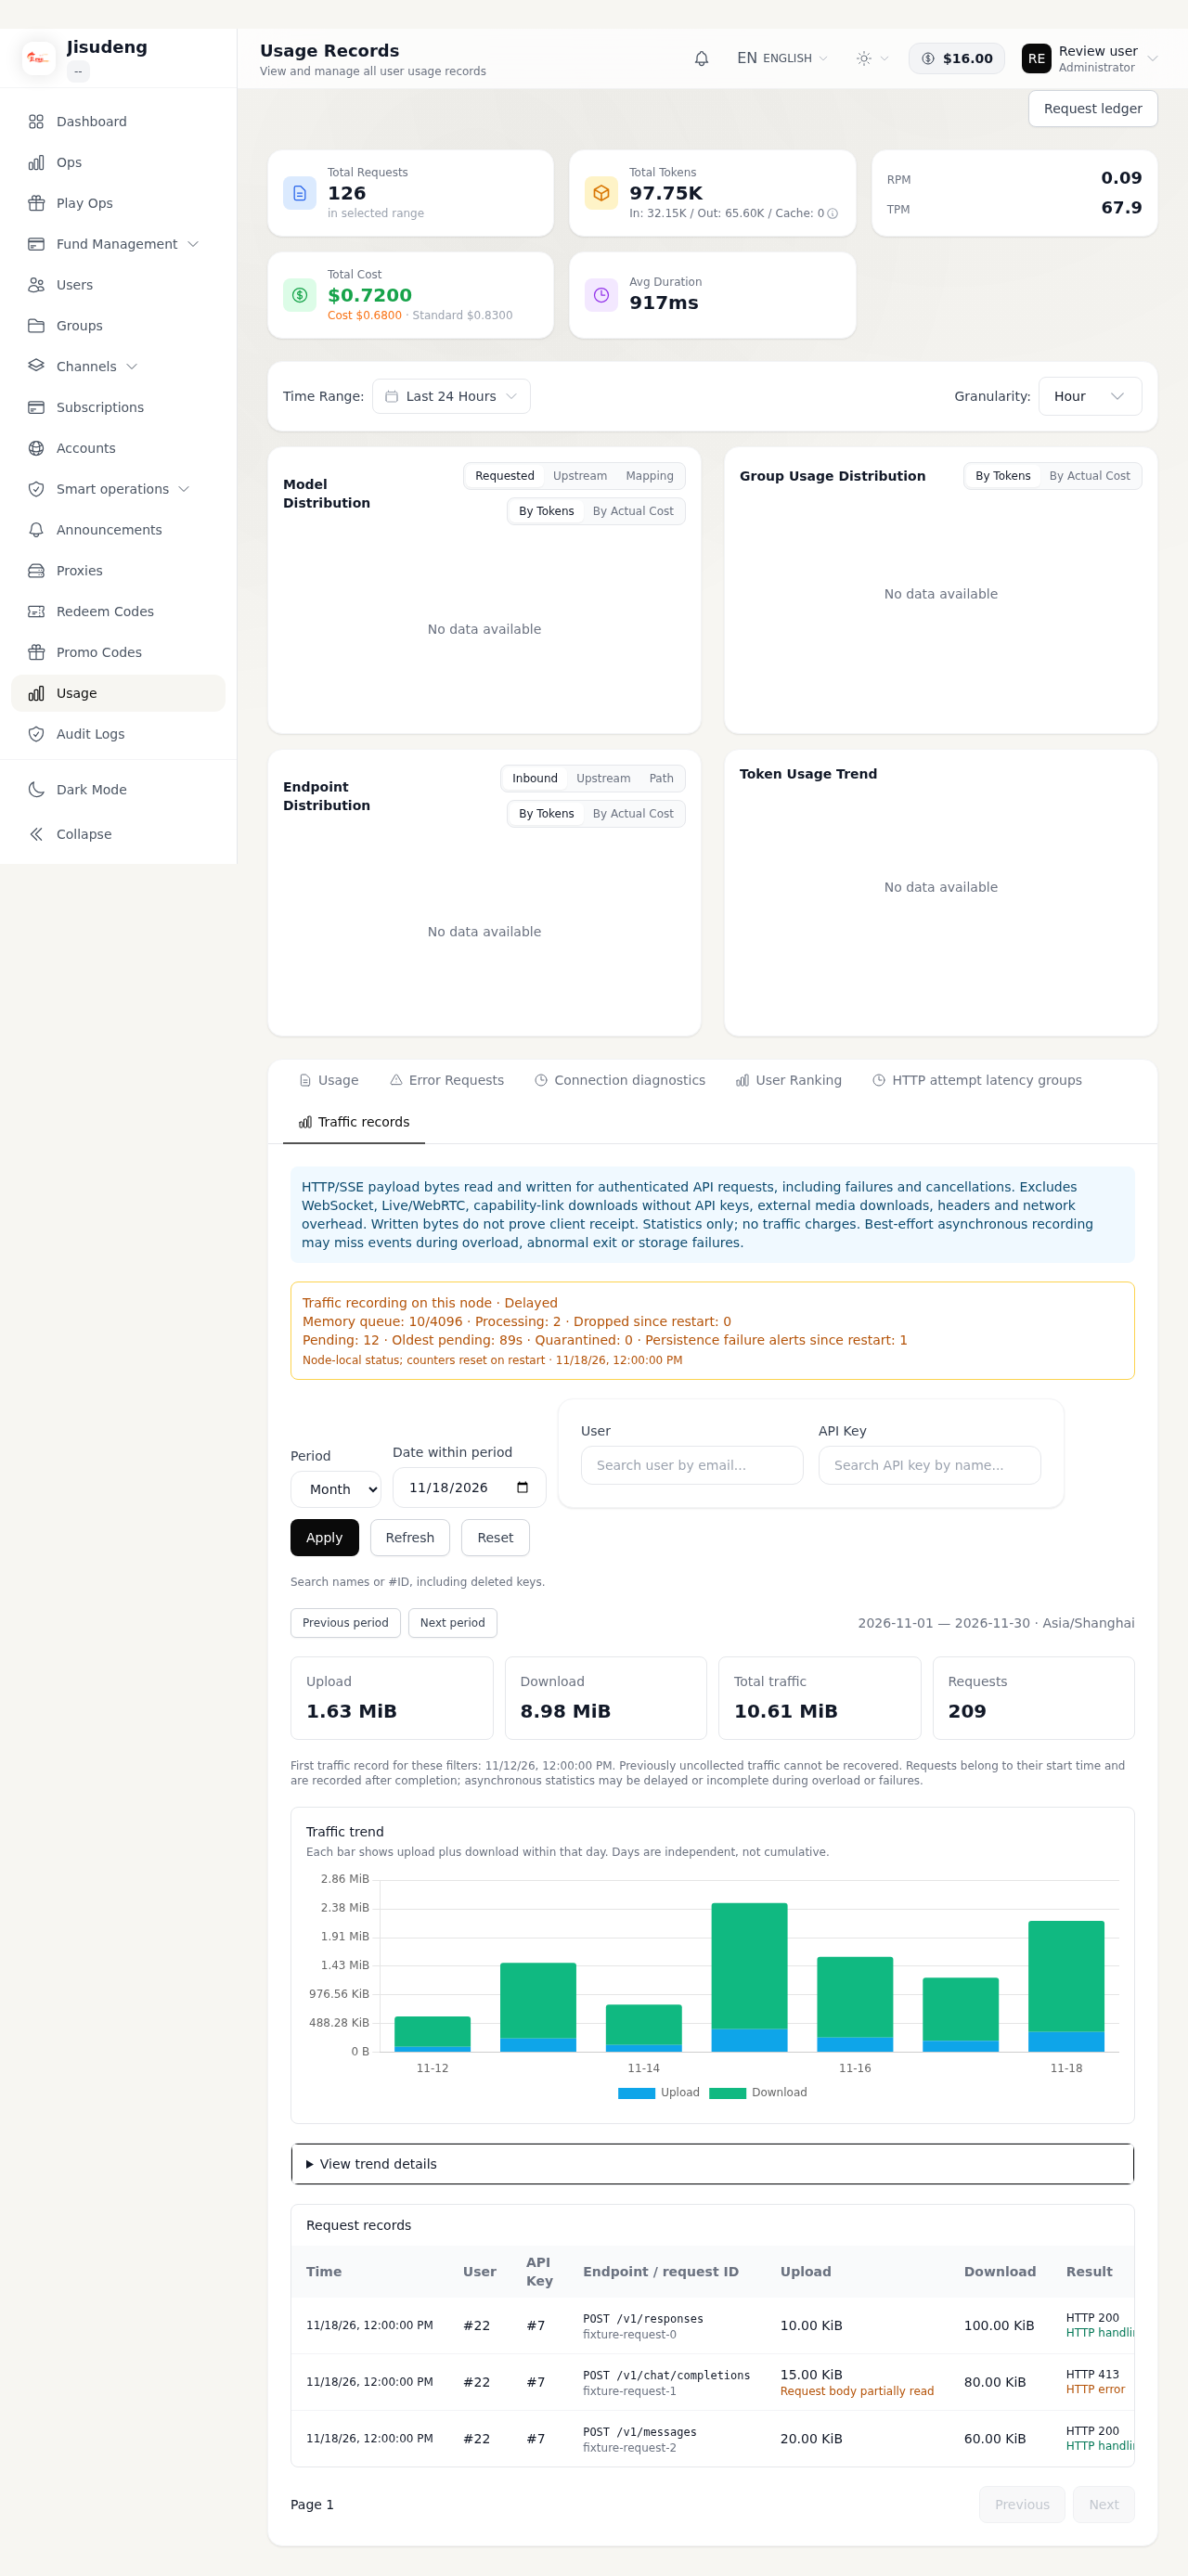 Jisudeng
--
Usage Records
View and manage all user usage records
EN ENGLISH
$16.00
RE
Review user
Administrator
Dashboard
Ops
Play Ops
Fund Management
Users
Groups
Channels
Subscriptions
Accounts
Smart operations
Announcements
Proxies
Redeem Codes
Promo Codes
Usage
Audit Logs
Dark Mode
Collapse
Request ledger
Total Requests
126
in selected range
Total Tokens
97.75K
In: 32.15K / Out: 65.60K / Cache: 0
RPM 0.09
TPM 67.9
Total Cost
$0.7200
Cost $0.6800 · Standard $0.8300
Avg Duration
917ms
Time Range: Last 24 Hours
Granularity: Hour
Model
Distribution
Requested Upstream Mapping
By Tokens By Actual Cost
No data available
Group Usage Distribution
By Tokens By Actual Cost
No data available
Endpoint
Distribution
Inbound Upstream Path
By Tokens By Actual Cost
No data available
Token Usage Trend
No data available
Usage Error Requests Connection diagnostics User Ranking HTTP attempt latency groups
Traffic records
HTTP/SSE payload bytes read and written for authenticated API requests, including failures and cancellations. Excludes
WebSocket, Live/WebRTC, capability-link downloads without API keys, external media downloads, headers and network
overhead. Written bytes do not prove client receipt. Statistics only; no traffic charges. Best-effort asynchronous recording
may miss events during overload, abnormal exit or storage failures.
Traffic recording on this node · Delayed
Memory queue: 10/4096 · Processing: 2 · Dropped since restart: 0
Pending: 12 · Oldest pending: 89s · Quarantined: 0 · Persistence failure alerts since restart: 1
Node-local status; counters reset on restart · 11/18/26, 12:00:00 PM
Period
Month
Date within period
11/18/2026
User
Search user by email...
API Key
Search API key by name...
Apply Refresh Reset
Search names or #ID, including deleted keys.
Previous period Next period
2026-11-01 — 2026-11-30 · Asia/Shanghai
Upload
1.63 MiB
Download
8.98 MiB
Total traffic
10.61 MiB
Requests
209
First traffic record for these filters: 11/12/26, 12:00:00 PM. Previously uncollected traffic cannot be recovered. Requests belong to their start time and
are recorded after completion; asynchronous statistics may be delayed or incomplete during overload or failures.
Traffic trend
Each bar shows upload plus download within that day. Days are independent, not cumulative.
2.86 MiB
2.38 MiB
1.91 MiB
1.43 MiB
976.56 KiB
488.28 KiB
0 B
11-12 11-14 11-16 11-18
Upload Download
View trend details
Request records
Time User API Key Endpoint / request ID Upload Download Result
11/18/26, 12:00:00 PM #22 #7 POST /v1/responses 10.00 KiB 100.00 KiB HTTP 200
fixture-request-0 HTTP handlin
11/18/26, 12:00:00 PM #22 #7 POST /v1/chat/completions 15.00 KiB 80.00 KiB HTTP 413
fixture-request-1 Request body partially read HTTP error
11/18/26, 12:00:00 PM #22 #7 POST /v1/messages 20.00 KiB 60.00 KiB HTTP 200
fixture-request-2 HTTP handlin
Page 1
Previous Next